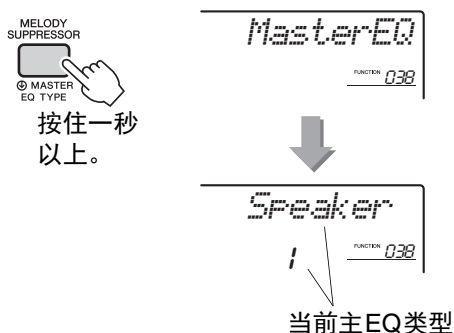 MELODY
SUPPRESSOR
MASTER
EQ TYPE
按住一秒
以上。
MasterEQ
FUNCTION 038
Speaker
1
FUNCTION 038
当前主EQ类型